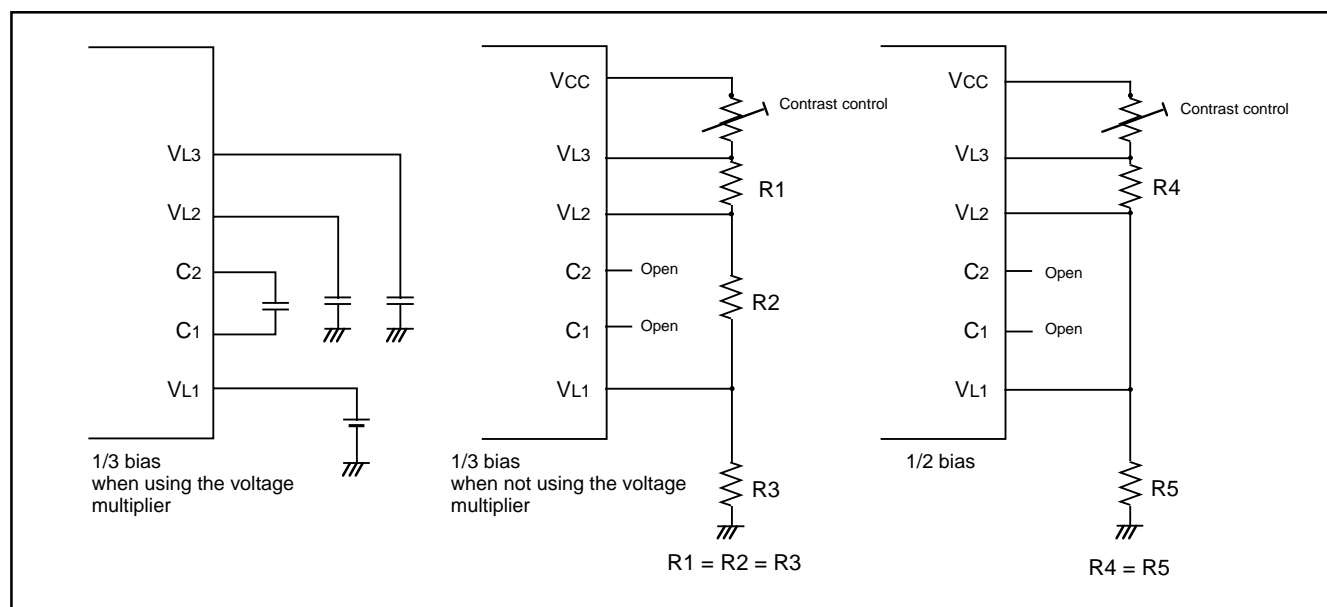 VL3
VL2
C2
C1
VL1
1/3 bias
when using the voltage
multiplier
VCC
Contrast control
VL3
R1
VL2
C2
Open
R2
C1
Open
VL1
1/3 bias
when not using the voltage
multiplier
R3
R1 = R2 = R3
VCC
Contrast control
VL3
R4
VL2
C2
Open
C1
Open
VL1
1/2 bias
R5
R4 = R5